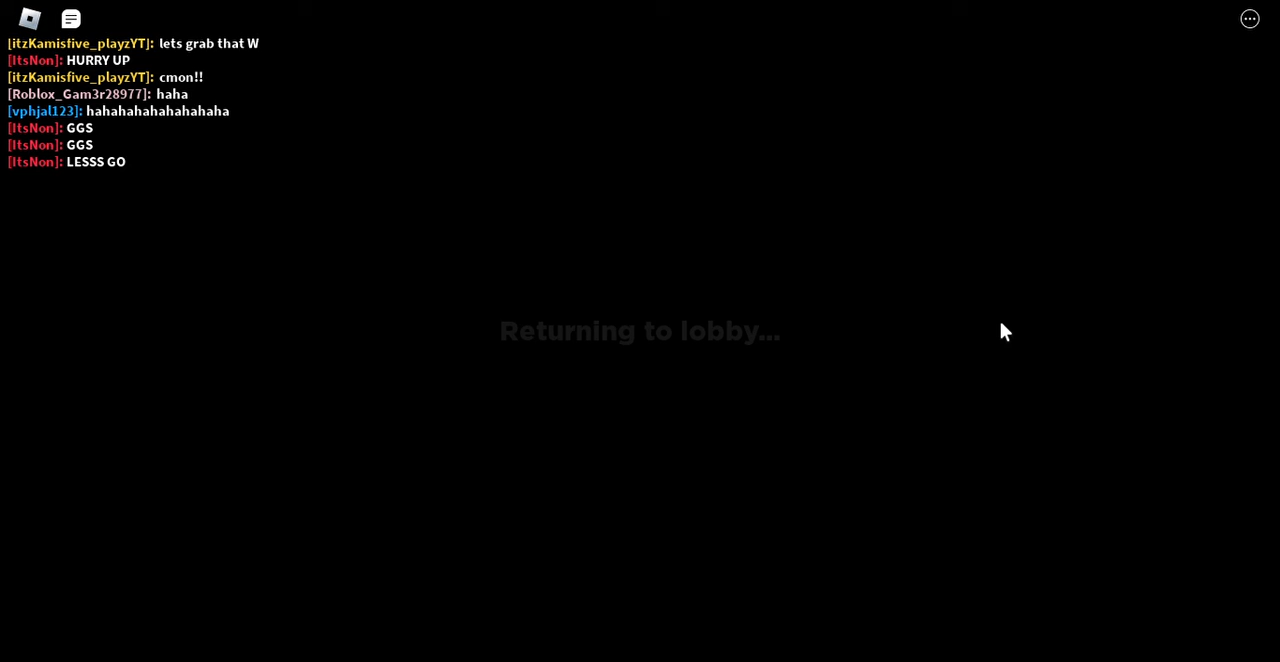 [itzKamisfive_playzYT]: lets grab that W
[ItsNon]: HURRY UP
[itzKamisfive_playzYT]: cmon!!
[Roblox_Gam3r28977]: haha
[vphjal123]: hahahahahahahahaha
[ItsNon]: GGS
[ItsNon]: GGS
[ItsNon]: LESSS GO
Returning to lobby...